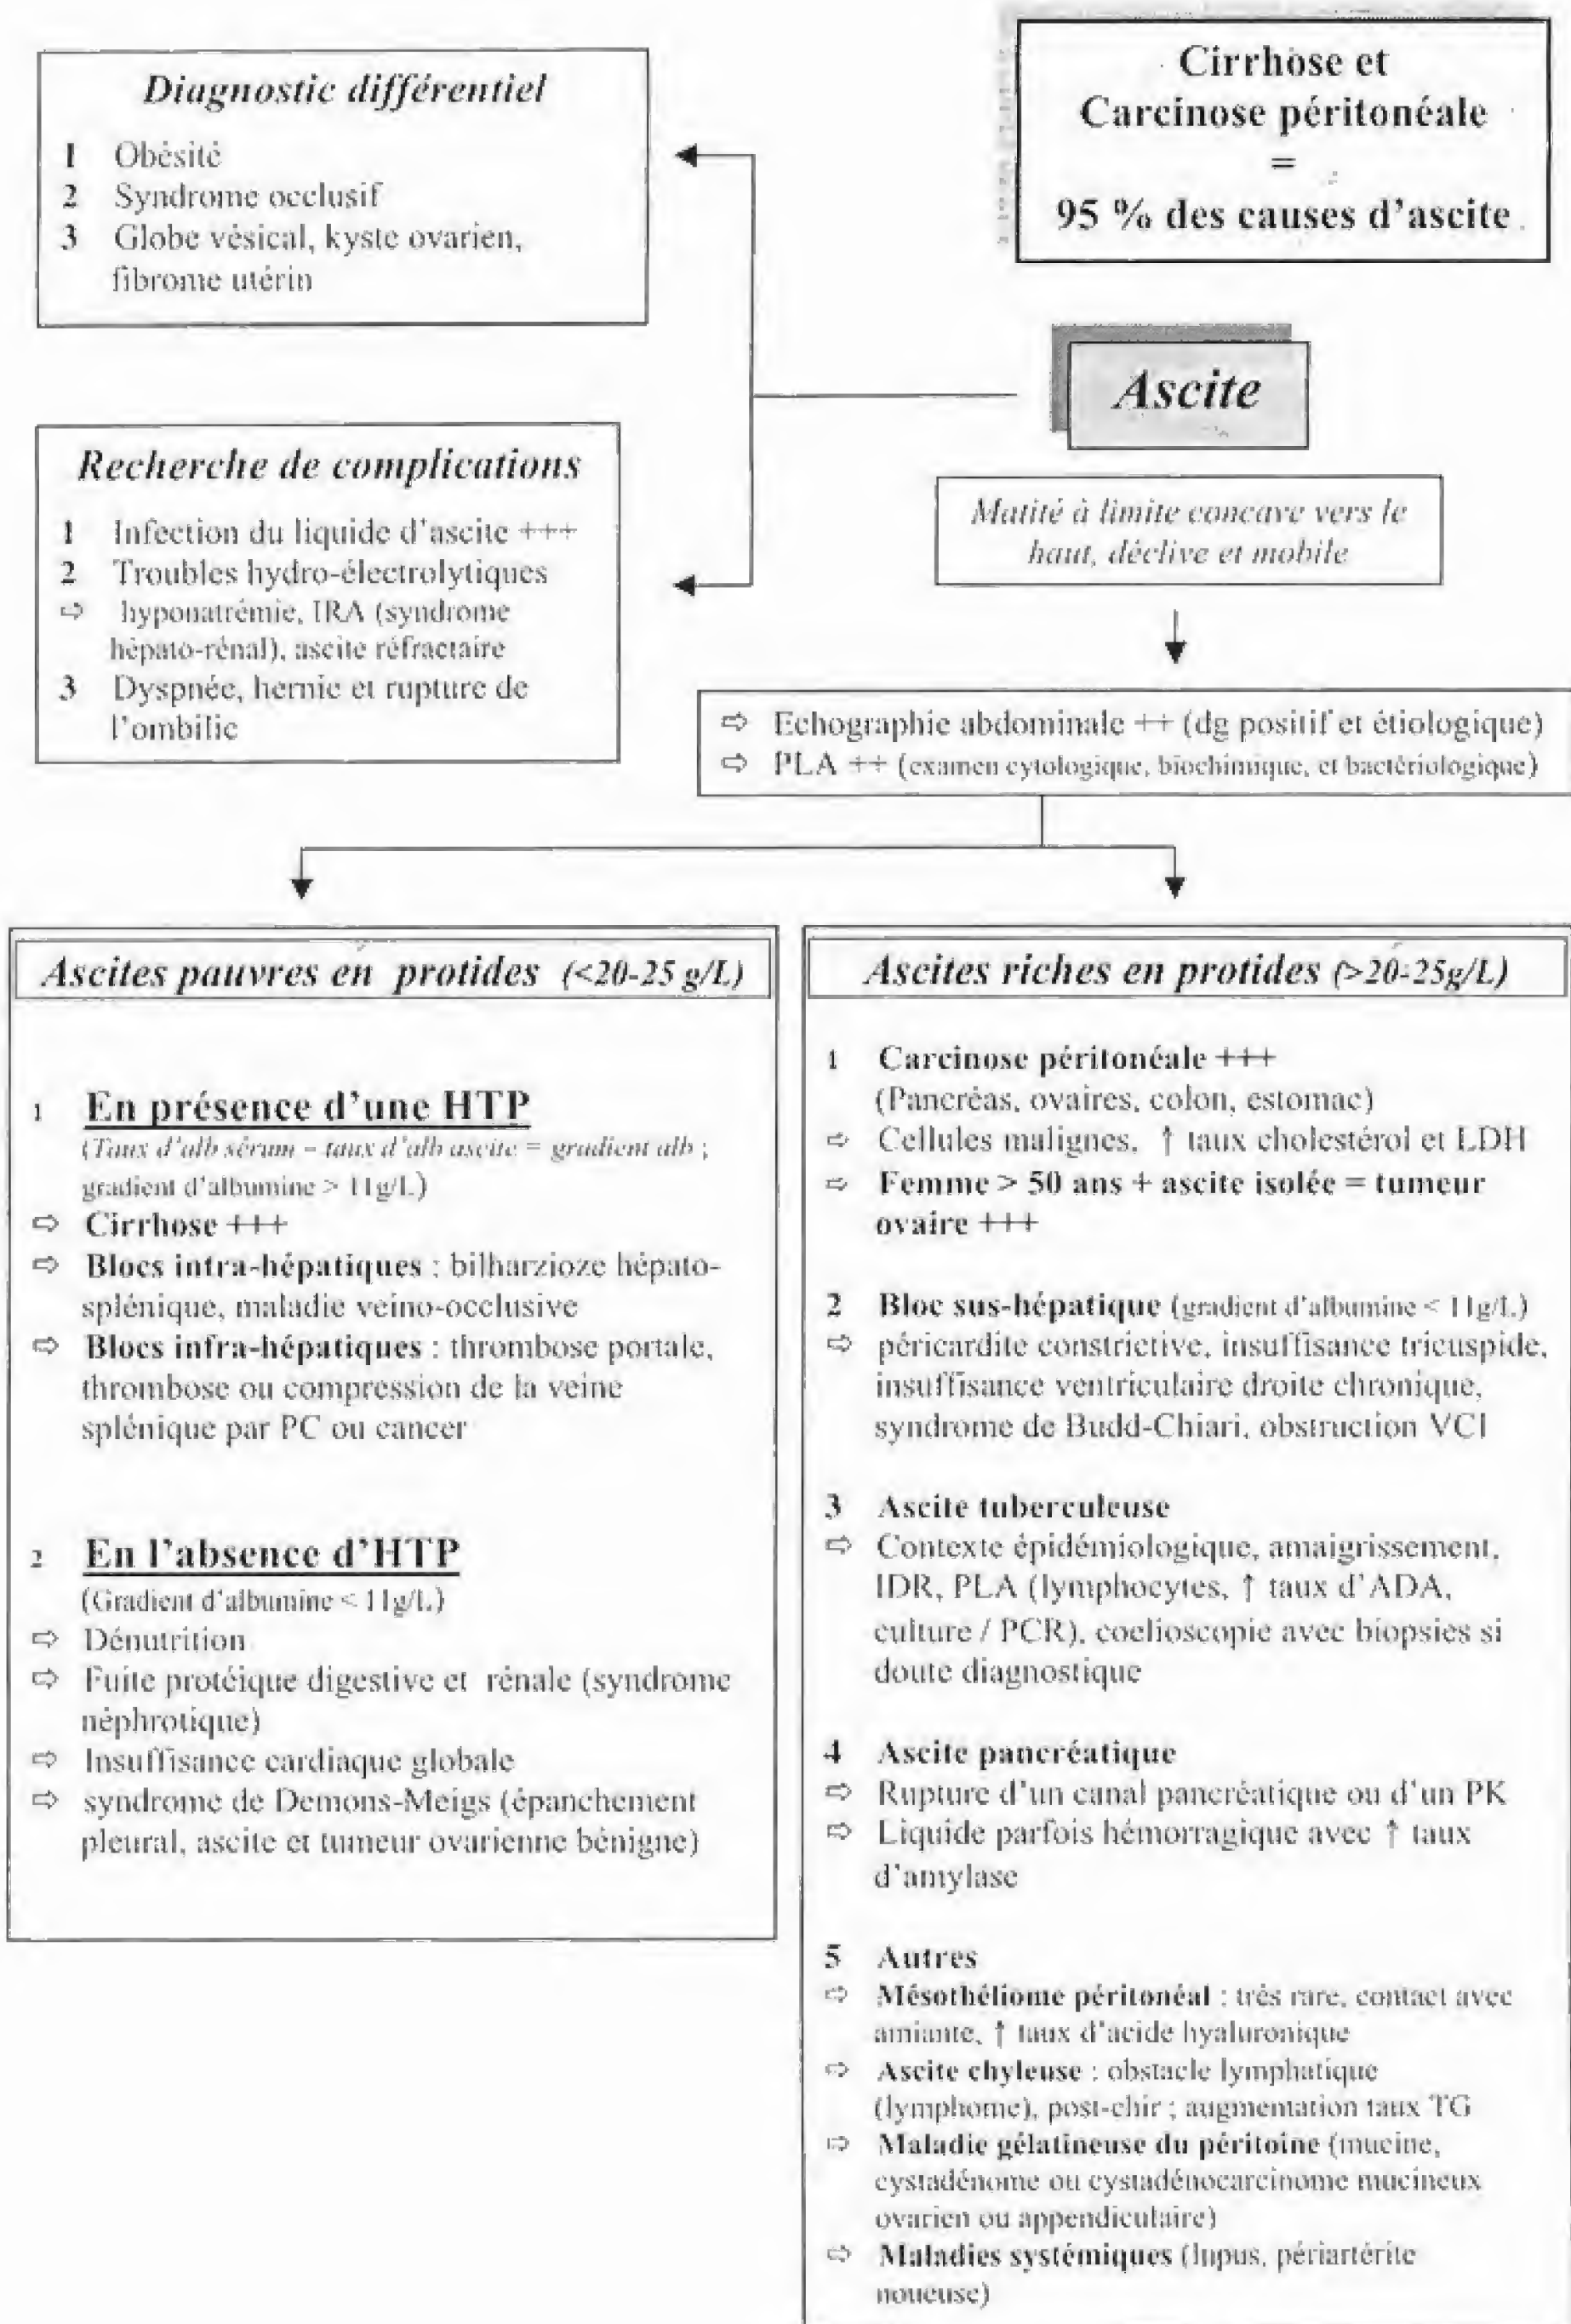 Cirrhose et
Carcinose péritonéale
=
95 % des causes d'ascite
Diagnostic différentiel
1 Obésité
2 Syndrome occlusif
3 Globe vésical, kyste ovarien,
fibrome utérin
Ascite
Recherche de complications
1 Infection du liquide d'ascite +++
2 Troubles hydro-électrolytiques
⇨ hyponatrémie, IRA (syndrome
hépato-rénal), ascite réfractaire
3 Dyspnée, hernie et rupture de
l'ombilic
Matité à limite concave vers le
haut, déclive et mobile
⇨ Echographie abdominale ++ (dg positif et étiologique)
⇨ PLA ++ (examen cytologique, biochimique, et bactériologique)
Ascites pauvres en protides (<20-25 g/L)
1 En présence d'une HTP
(Taux d'alb sérum – taux d'alb ascite = gradient alb ;
gradient d'albumine > 11g/L)
⇨ Cirrhose +++
⇨ Blocs intra-hépatiques : bilharzioze hépato-
splénique, maladie veino-occlusive
⇨ Blocs infra-hépatiques : thrombose portale,
thrombose ou compression de la veine
splénique par PC ou cancer
2 En l'absence d'HTP
(Gradient d'albumine < 11g/L)
⇨ Dénutrition
⇨ Fuite protéique digestive et rénale (syndrome
néphrotique)
⇨ Insuffisance cardiaque globale
⇨ syndrome de Demons-Meigs (épanchement
pleural, ascite et tumeur ovarienne bénigne)
Ascites riches en protides (>20-25g/L)
1 Carcinose péritonéale +++
(Pancréas, ovaires, colon, estomac)
⇨ Cellules malignes, ↑ taux cholestérol et LDH
⇨ Femme > 50 ans + ascite isolée = tumeur
ovaire +++
2 Bloc sus-hépatique (gradient d'albumine < 11g/L)
⇨ péricardite constrictive, insuffisance tricuspide,
insuffisance ventriculaire droite chronique,
syndrome de Budd-Chiari, obstruction VCI
3 Ascite tuberculeuse
⇨ Contexte épidémiologique, amaigrissement,
IDR, PLA (lymphocytes, ↑ taux d'ADA,
culture / PCR), coelioscopie avec biopsies si
doute diagnostique
4 Ascite pancréatique
⇨ Rupture d'un canal pancréatique ou d'un PK
⇨ Liquide parfois hémorragique avec ↑ taux
d'amylase
5 Autres
⇨ Mésothéliome péritonéal : très rare, contact avec
amiante, ↑ taux d'acide hyaluronique
⇨ Ascite chyleuse : obstacle lymphatique
(lymphome), post-chir ; augmentation taux TG
⇨ Maladie gélatineuse du péritoine (mucine,
cystadénome ou cystadénocarcinome mucineux
ovarien ou appendiculaire)
⇨ Maladies systémiques (lupus, périartérite
noueuse)